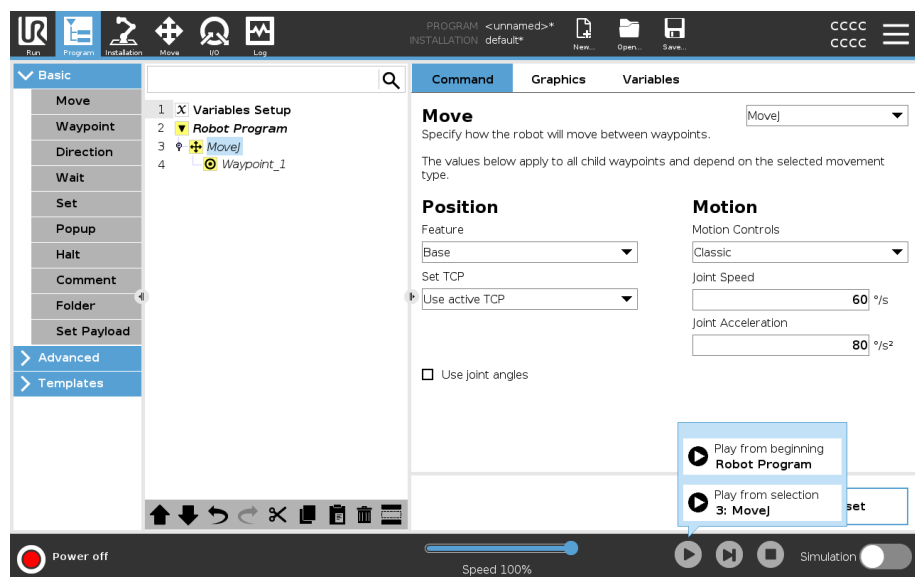 PROGRAM <unnamed>*
INSTALLATION default*
Run
Program
Installation
Move
I/O
Log
New...
Open...
Save...
CCCC
CCCC
Basic
Move
Waypoint
Direction
Wait
Set
Popup
Halt
Comment
Folder
Set Payload
Advanced
Templates
1 X Variables Setup
2 Robot Program
3 MoveJ
4 Waypoint_1
Command
Graphics
Variables
Move
MoveJ
Specify how the robot will move between waypoints.
The values below apply to all child waypoints and depend on the selected movement
type.
Position
Feature
Base
Set TCP
Use active TCP
Use joint angles
Motion
Motion Controls
Classic
Joint Speed
60 °/s
Joint Acceleration
80 °/s²
Play from beginning
Robot Program
Play from selection
3: MoveJ
set
Power off
Speed 100%
Simulation